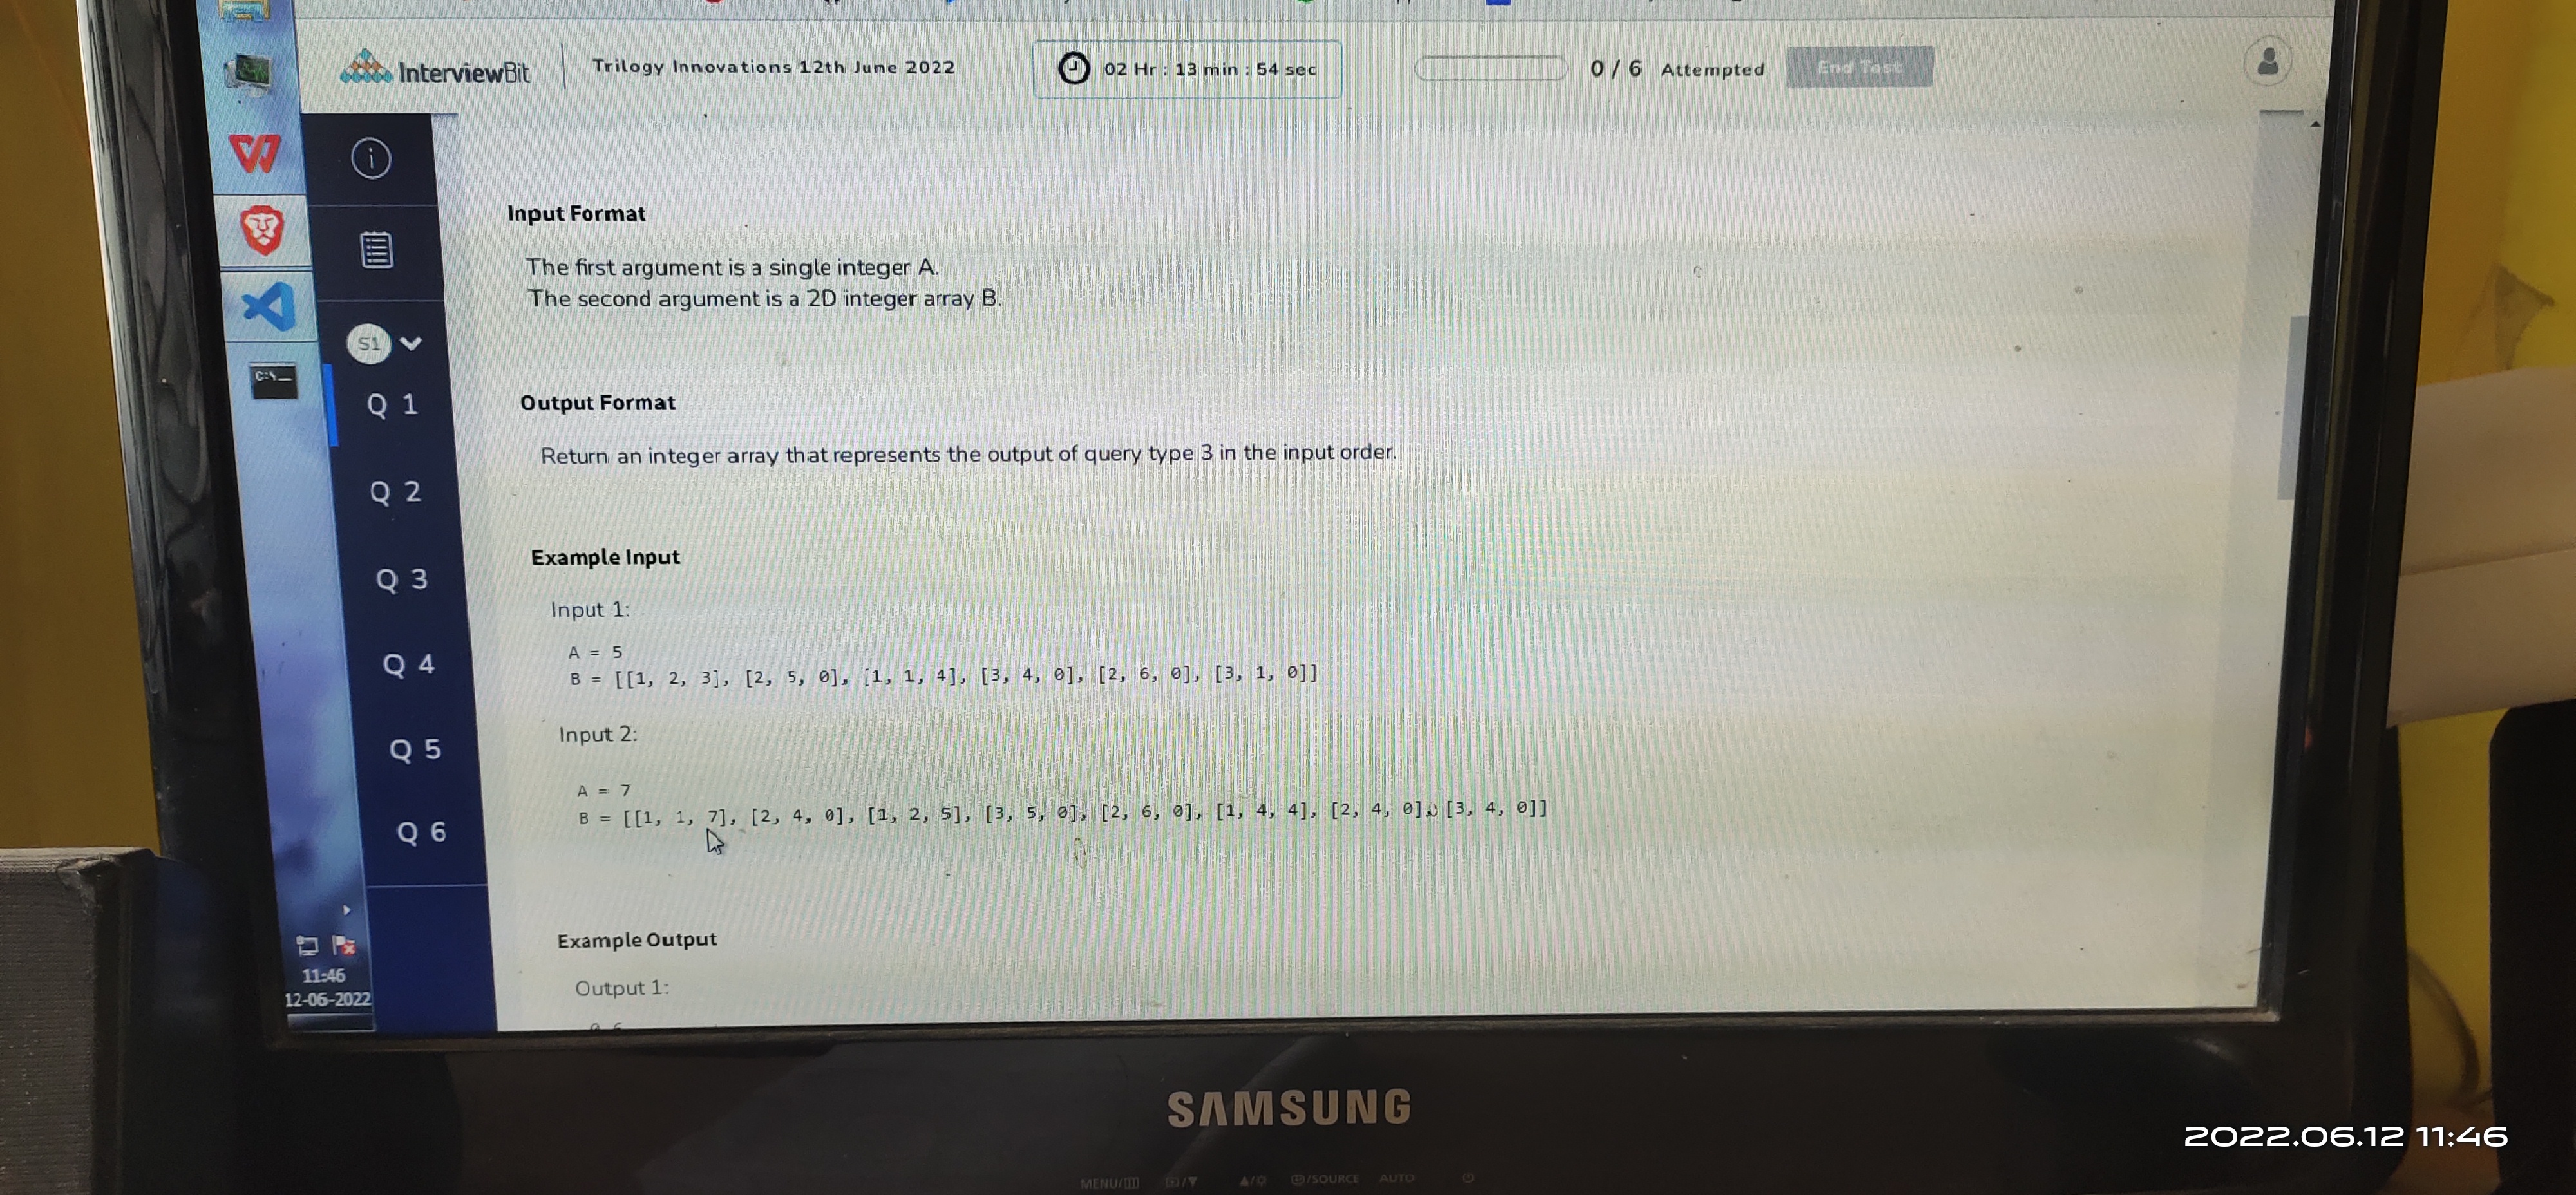 InterviewBit
Trilogy Innovations 12th June 2022
02 Hr : 13 min : 54 sec
0 / 6 Attempted
End Test
Input Format
The first argument is a single integer A.
The second argument is a 2D integer array B.
S1
C:\_
Q 1
Output Format
Return an integer array that represents the output of query type 3 in the input order.
Q 2
Example Input
Q 3
Input 1:
A = 5
B = [[1, 2, 3], [2, 5, 0], [1, 1, 4], [3, 4, 0], [2, 6, 0], [3, 1, 0]]
Q 4
Input 2:
Q 5
A = 7
B = [[1, 1, 7], [2, 4, 0], [1, 2, 5], [3, 5, 0], [2, 6, 0], [1, 4, 4], [2, 4, 0], [3, 4, 0]]
Q 6
Example Output
Output 1:
11:46
12-06-2022
SAMSUNG
2022.06.12 11:46
MENU/
/SOURCE AUTO